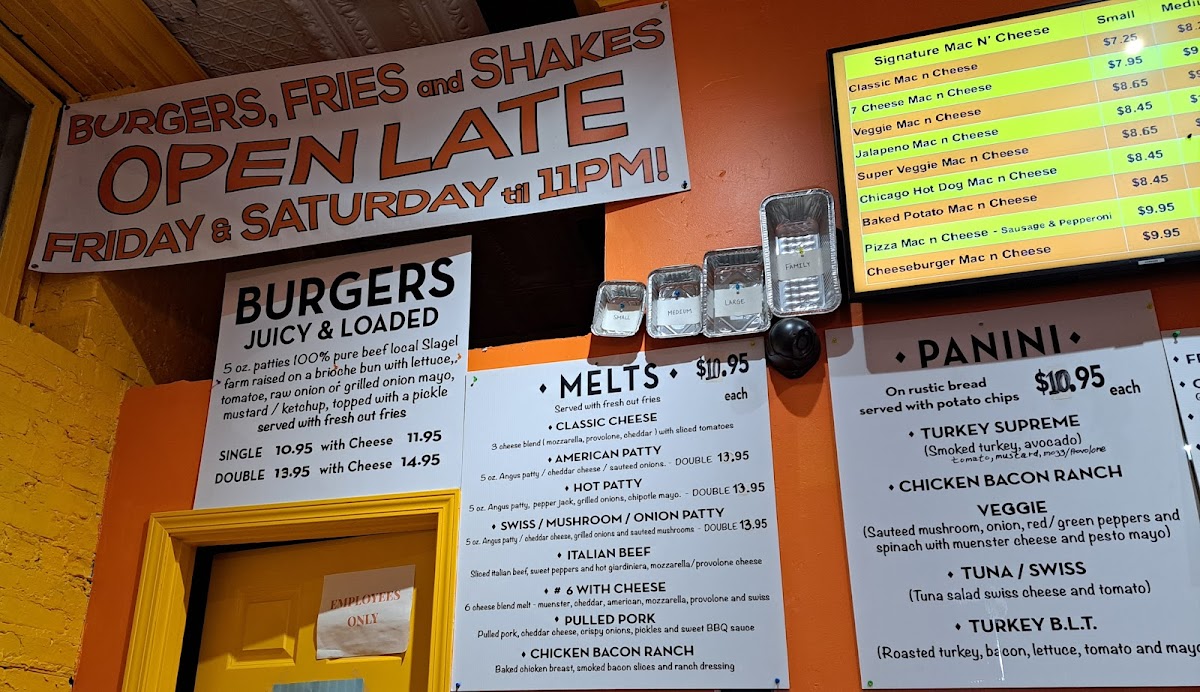 BURGERS, FRIES and SHAKES
OPEN LATE
FRIDAY & SATURDAY til 11PM!
BURGERS
JUICY & LOADED
5 oz. patties 100% pure beef local Slagel
farm raised on a brioche bun with lettuce,
tomatoe, raw onion or grilled onion mayo,
mustard / ketchup, topped with a pickle
served with fresh cut fries
SINGLE 10.95 with Cheese 11.95
DOUBLE 13.95 with Cheese 14.95
EMPLOYEES
ONLY
SMALL
MEDIUM
LARGE
FAMILY
MELTS $10.95
Served with fresh cut fries each
CLASSIC CHEESE
3 cheese blend ( mozzarella, provolone, cheddar ) with sliced tomatoes
AMERICAN PATTY
5 oz. Angus patty / cheddar cheese / sauteed onions. - DOUBLE 13.95
HOT PATTY
5 oz. Angus patty, pepper jack, grilled onions, chipotle mayo. - DOUBLE 13.95
SWISS / MUSHROOM / ONION PATTY
5 oz. Angus patty / cheddar cheese, grilled onions and sauteed mushrooms - DOUBLE 13.95
ITALIAN BEEF
Sliced italian beef, sweet peppers and hot giardiniera, mozzarella/provolone cheese
# 6 WITH CHEESE
6 cheese blend melt - muenster, cheddar, american, mozzarella, provolone and swiss
PULLED PORK
Pulled pork, cheddar cheese, crispy onions, pickles and sweet BBQ sauce
CHICKEN BACON RANCH
Baked chicken breast, smoked bacon slices and ranch dressing
Signature Mac N' Cheese Small
Classic Mac n Cheese $7.25
7 Cheese Mac n Cheese $7.95
Veggie Mac n Cheese $8.65
Jalapeno Mac n Cheese $8.45
Super Veggie Mac n Cheese $8.65
Chicago Hot Dog Mac n Cheese $8.45
Baked Potato Mac n Cheese $8.45
Pizza Mac n Cheese - Sausage & Pepperoni $9.95
Cheeseburger Mac n Cheese $9.95
PANINI
On rustic bread $10.95
served with potato chips each
TURKEY SUPREME
(Smoked turkey, avocado)
tomato, mustard, mozz/provolone
CHICKEN BACON RANCH
VEGGIE
(Sauteed mushroom, onion, red/ green peppers and
spinach with muenster cheese and pesto mayo)
TUNA / SWISS
(Tuna salad swiss cheese and tomato)
TURKEY B.L.T.
(Roasted turkey, bacon, lettuce, tomato and mayo